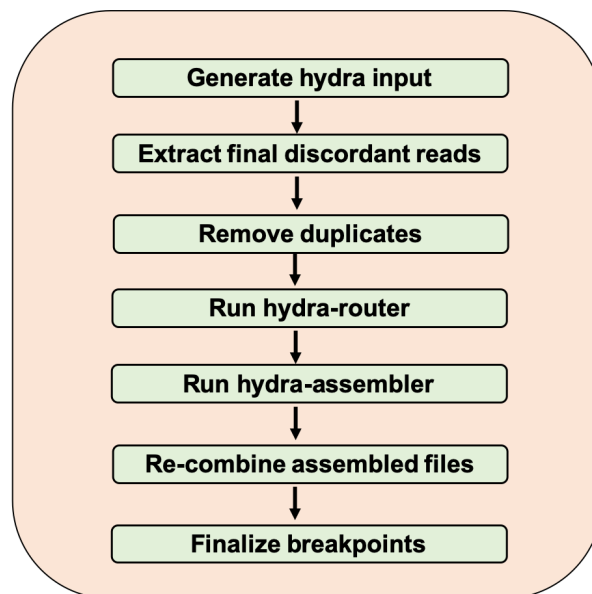 Generate hydra input
Extract final discordant reads
Remove duplicates
Run hydra-router
Run hydra-assembler
Re-combine assembled files
Finalize breakpoints